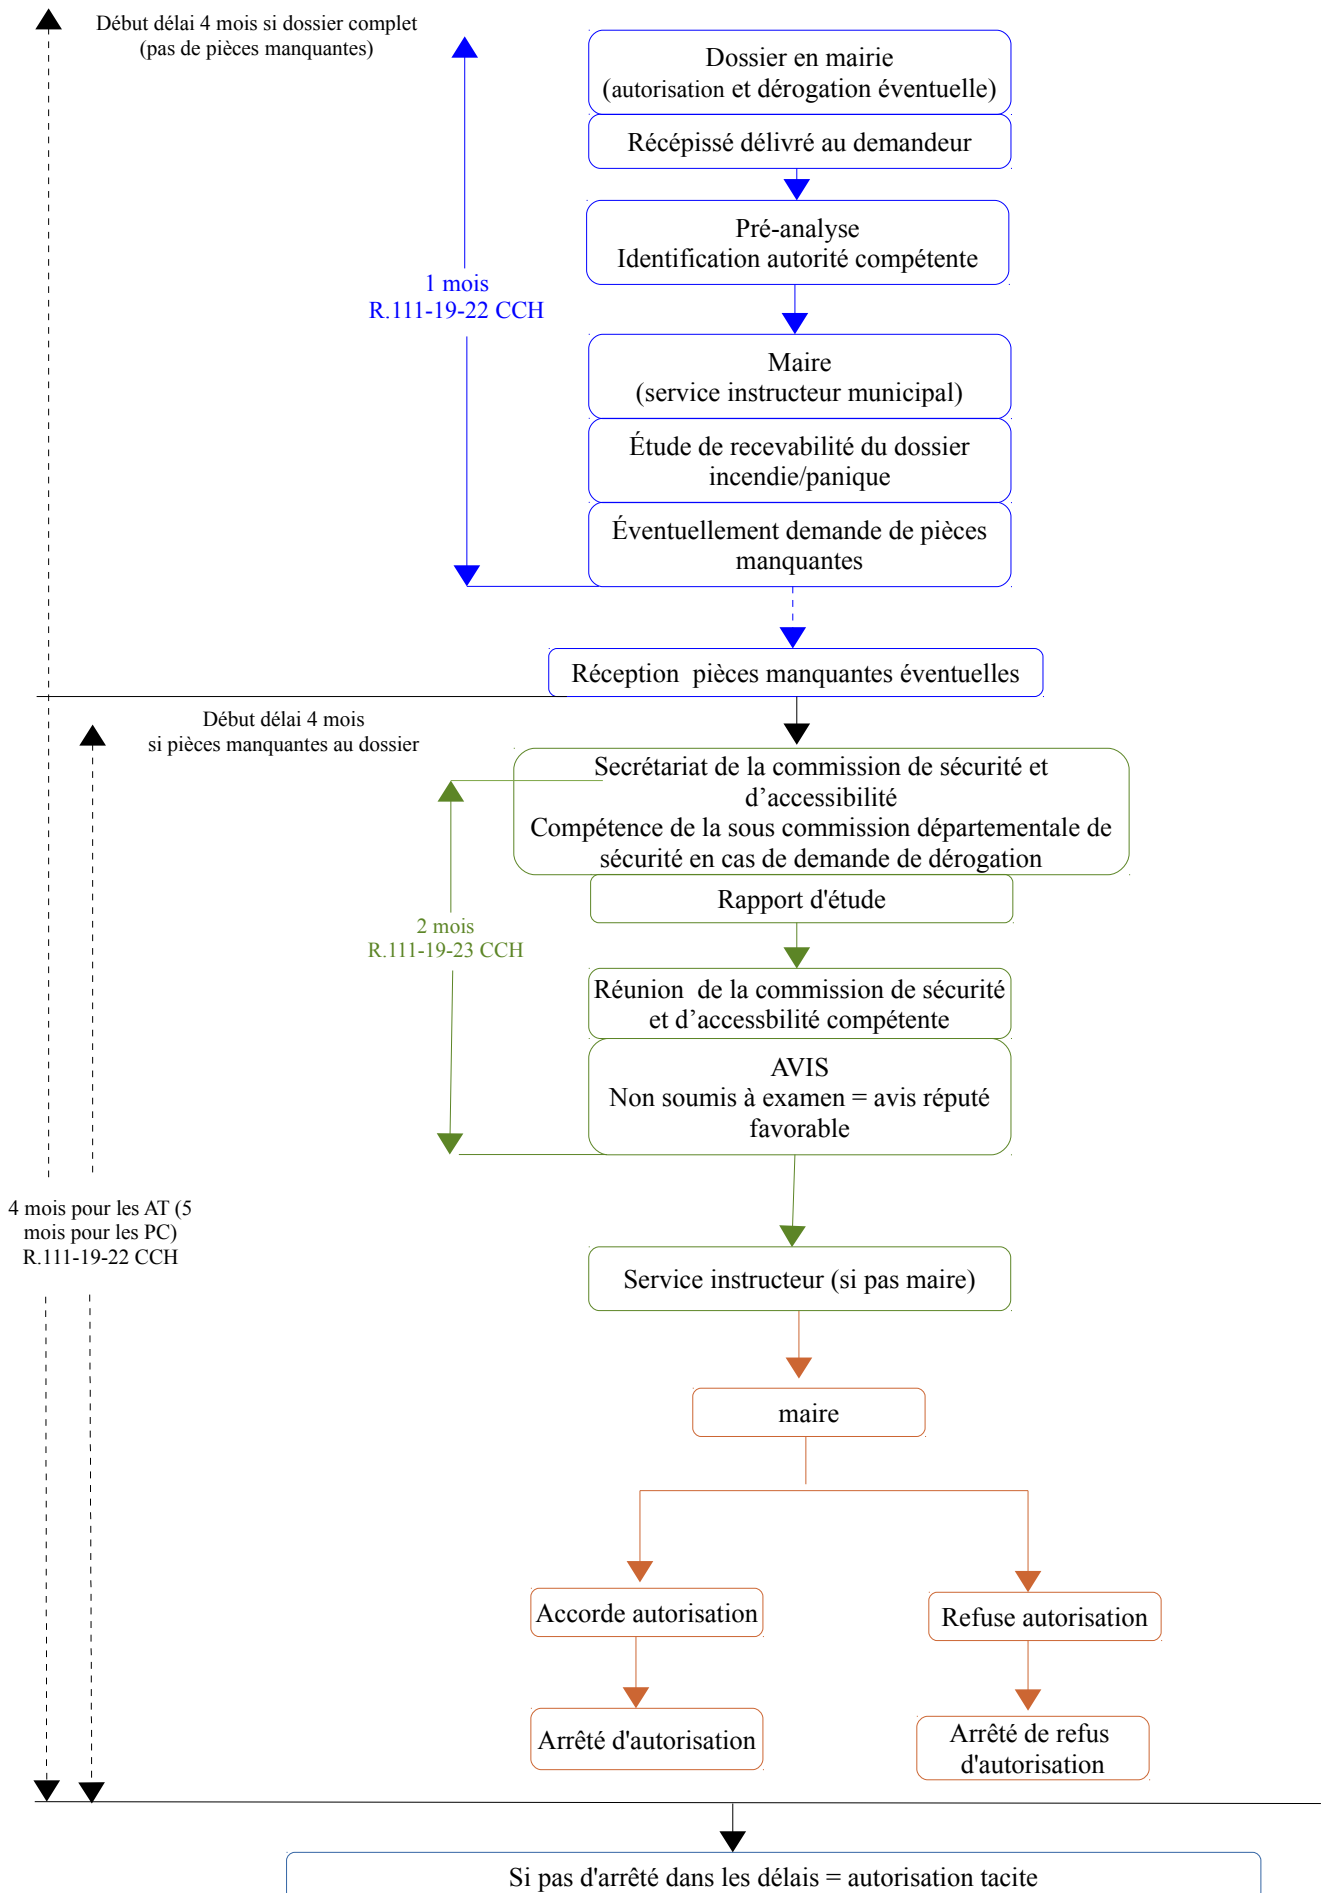 Début délai 4 mois si dossier complet
(pas de pièces manquantes)
Dossier en mairie
(autorisation et dérogation éventuelle)
Récépissé délivré au demandeur
Pré-analyse
Identification autorité compétente
1 mois
R.111-19-22 CCH
Maire
(service instructeur municipal)
Étude de recevabilité du dossier
incendie/panique
Éventuellement demande de pièces
manquantes
Réception pièces manquantes éventuelles
Début délai 4 mois
si pièces manquantes au dossier
Secrétariat de la commission de sécurité et
d’accessibilité
Compétence de la sous commission départementale de
sécurité en cas de demande de dérogation
Rapport d'étude
2 mois
R.111-19-23 CCH
Réunion de la commission de sécurité
et d’accessbilité compétente
AVIS
Non soumis à examen = avis réputé
favorable
4 mois pour les AT (5
mois pour les PC)
R.111-19-22 CCH
Service instructeur (si pas maire)
maire
Accorde autorisation
Refuse autorisation
Arrêté d'autorisation
Arrêté de refus
d'autorisation
Si pas d'arrêté dans les délais = autorisation tacite